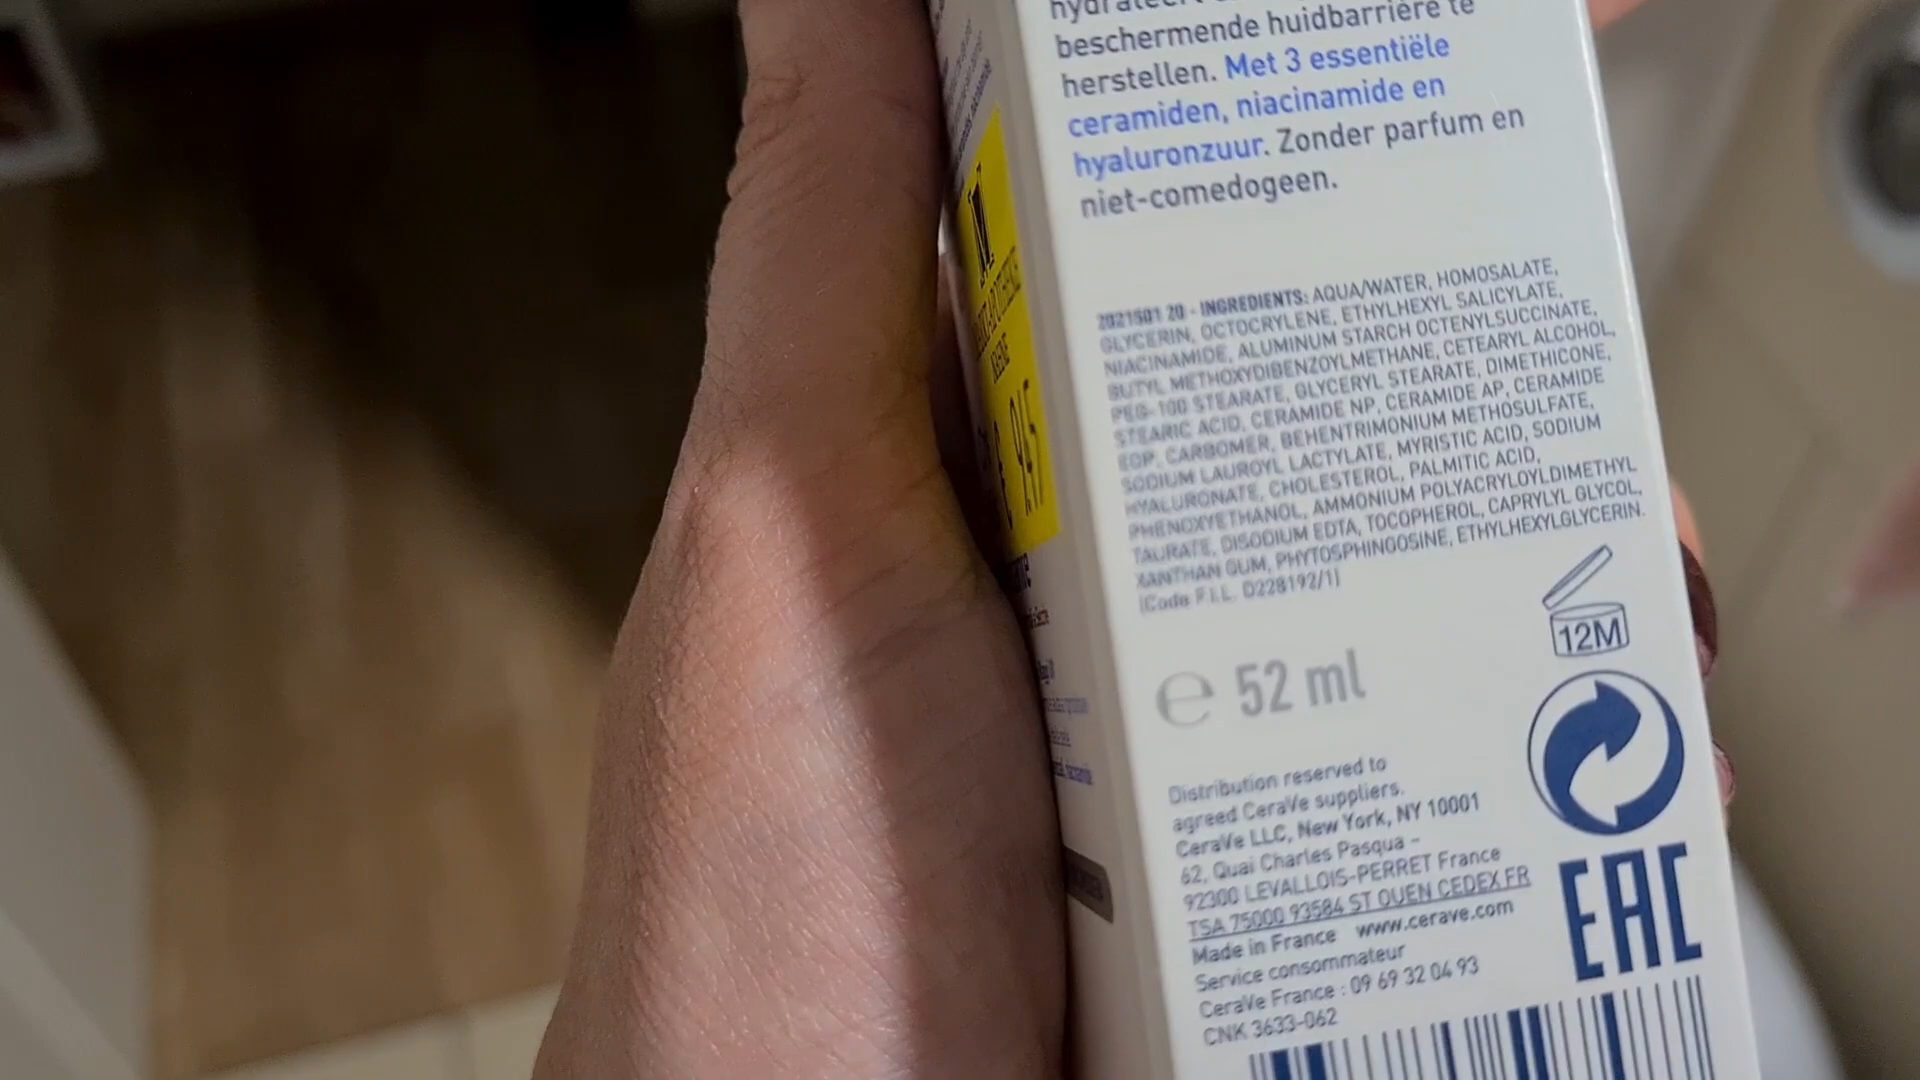 beschermende huidbarrière te
herstellen. Met 3 essentiële
ceramiden, niacinamide en
hyaluronzuur. Zonder parfum en
niet-comedogeen.
2021501 20 - INGREDIENTS: AQUA/WATER, HOMOSALATE,
GLYCERIN, OCTOCRYLENE, ETHYLHEXYL SALICYLATE,
NIACINAMIDE, ALUMINUM STARCH OCTENYLSUCCINATE,
BUTYL METHOXYDIBENZOYLMETHANE, CETEARYL ALCOHOL,
PEG-100 STEARATE, GLYCERYL STEARATE, DIMETHICONE,
STEARIC ACID, CERAMIDE NP, CERAMIDE AP, CERAMIDE
EOP, CARBOMER, BEHENTRIMONIUM METHOSULFATE,
SODIUM LAUROYL LACTYLATE, MYRISTIC ACID, SODIUM
HYALURONATE, CHOLESTEROL, PALMITIC ACID,
PHENOXYETHANOL, AMMONIUM POLYACRYLOYLDIMETHYL
TAURATE, DISODIUM EDTA, TOCOPHEROL, CAPRYLYL GLYCOL,
XANTHAN GUM, PHYTOSPHINGOSINE, ETHYLHEXYLGLYCERIN.
(Code F.I.L. D228192/1)
12M
e 52 ml
Distribution reserved to
agreed CeraVe suppliers.
CeraVe LLC, New York, NY 10001
62, Quai Charles Pasqua -
92300 LEVALLOIS-PERRET France
TSA 75000 93584 ST OUEN CEDEX FR
Made in France www.cerave.com
Service consommateur
CeraVe France : 09 69 32 04 93
CNK 3633-062
EAC
M